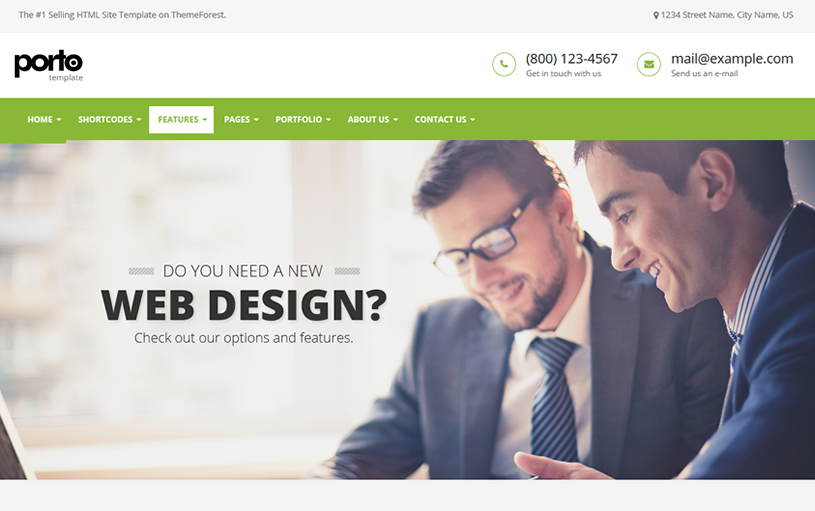 The #1 Selling HTML Site Template on ThemeForest.
1234 Street Name, City Name, US
porto
template
(800) 123-4567
Get in touch with us
mail@example.com
Send us an e-mail
HOME SHORTCODES FEATURES PAGES PORTFOLIO ABOUT US CONTACT US
DO YOU NEED A NEW
WEB DESIGN?
Check out our options and features.